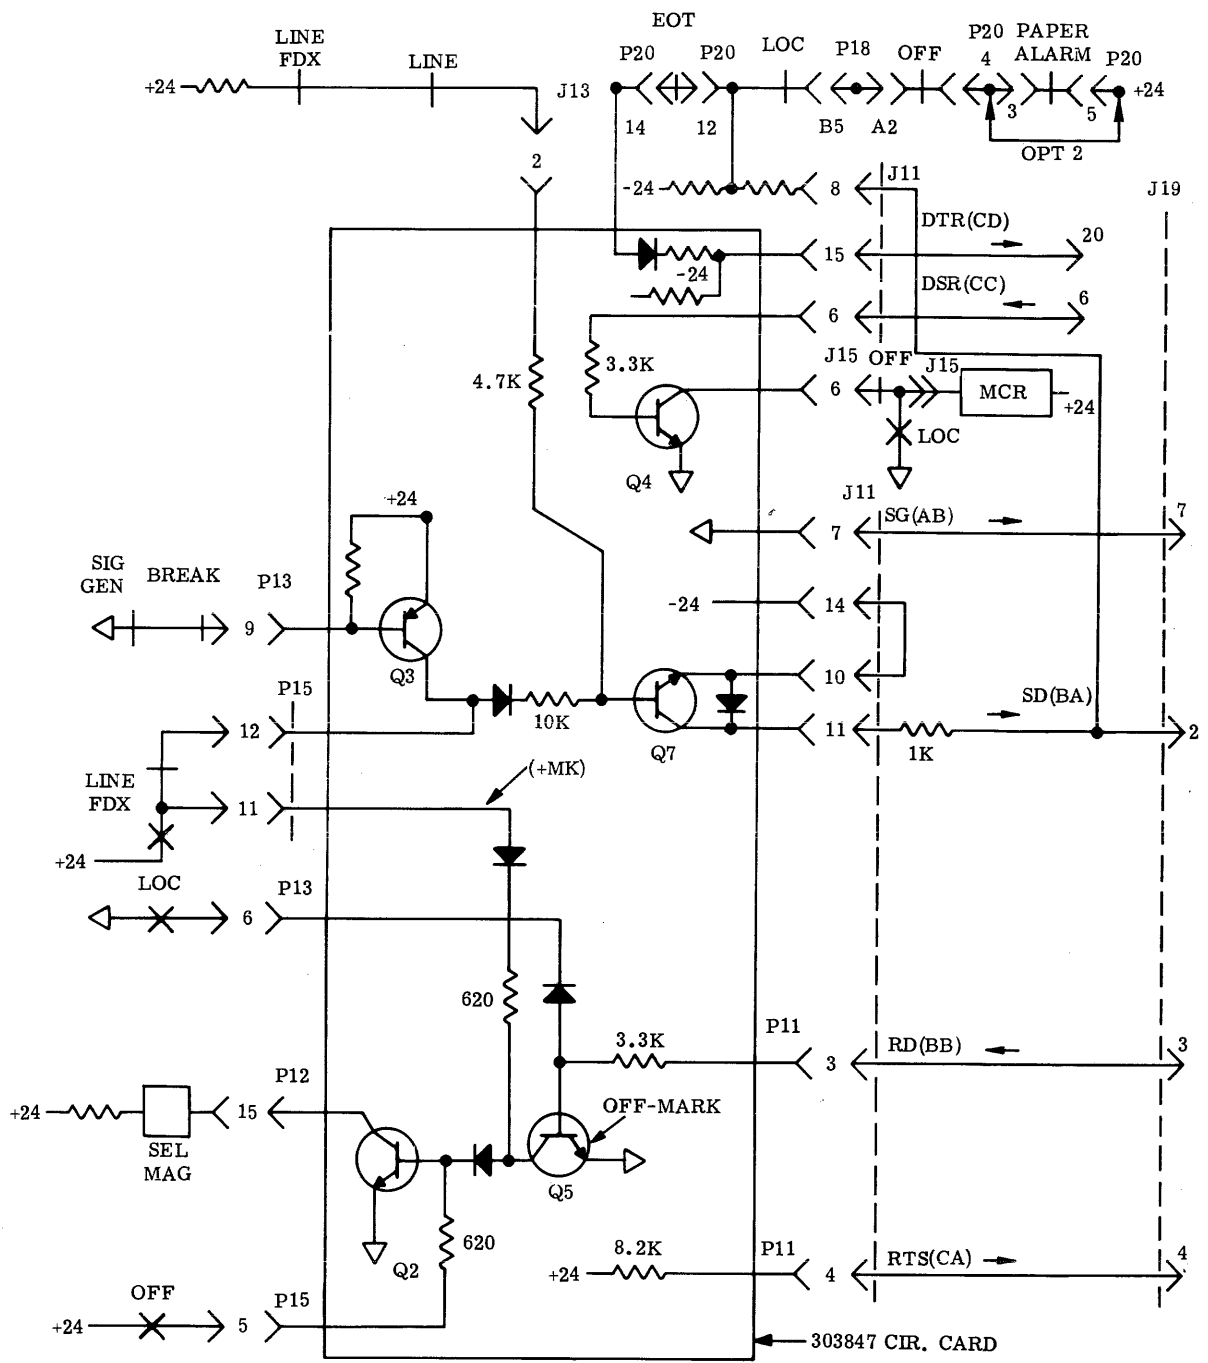 EOT
LINE FDX
LINE
P20
P20
LOC
P18
OFF
P20
4
PAPER ALARM
P20
+24
J13
+24
14
12
B5
A2
3
5
OPT 2
2
-24
8
J11
J19
DTR(CD)
20
15
-24
DSR(CC)
6
6
J15
OFF
J15
3.3K
4.7K
6
MCR
+24
LOC
Q4
+24
J11
SG(AB)
7
7
SIG GEN
BREAK
P13
-24
14
9
Q3
10
P15
SD(BA)
12
10K
11
2
Q7
1K
LINE FDX
(+MK)
11
+24
LOC
P13
6
620
3.3K
P11
RD(BB)
3
3
P12
+24
15
OFF-MARK
SEL MAG
Q5
620
8.2K
P11
RTS(CA)
4
Q2
+24
4
OFF
P15
+24
5
303847 CIR. CARD